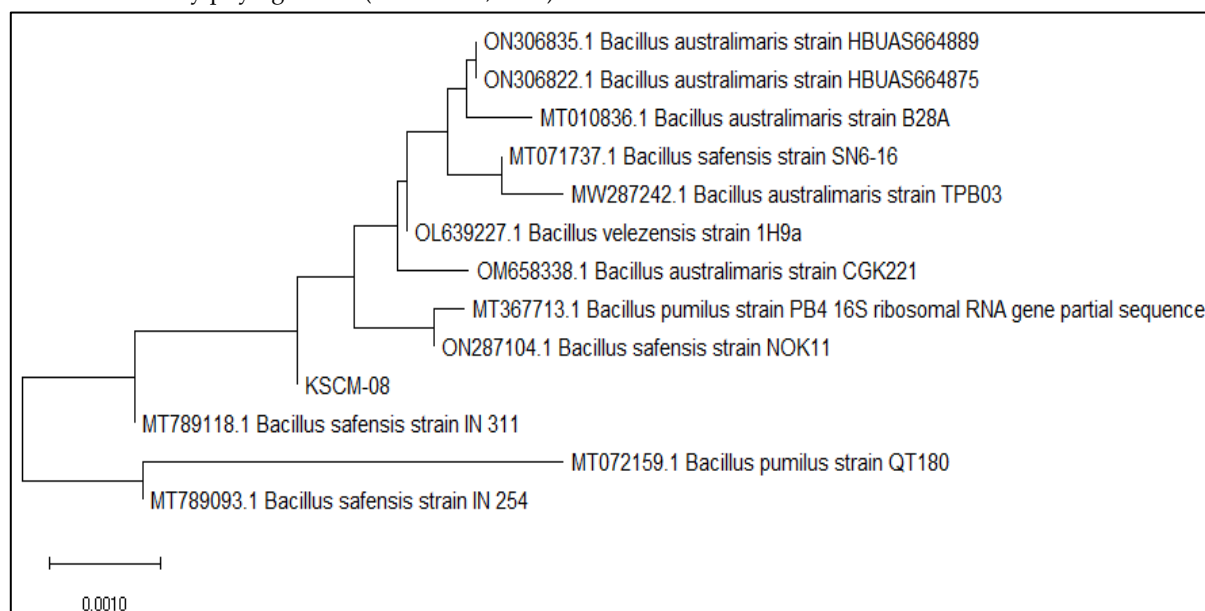 ON306835.1 Bacillus australimaris strain HBUAS664889
ON306822.1 Bacillus australimaris strain HBUAS664875
MT010836.1 Bacillus australimaris strain B28A
MT071737.1 Bacillus safensis strain SN6-16
MW287242.1 Bacillus australimaris strain TPB03
OL639227.1 Bacillus velezensis strain 1H9a
OM658338.1 Bacillus australimaris strain CGK221
MT367713.1 Bacillus pumilus strain PB4 16S ribosomal RNA gene partial sequence
ON287104.1 Bacillus safensis strain NOK11
KSCM-08
MT789118.1 Bacillus safensis strain IN 311
MT072159.1 Bacillus pumilus strain QT180
MT789093.1 Bacillus safensis strain IN 254
0.0010